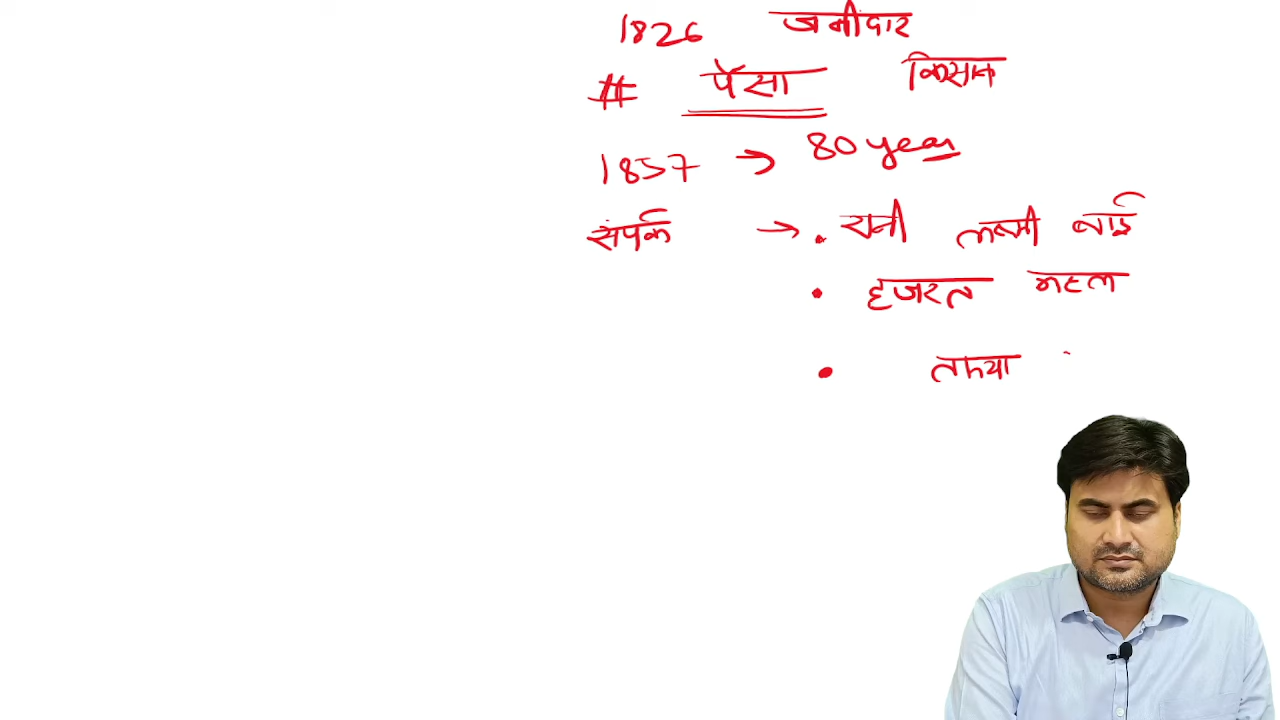 1826 जमीदार
# पैसा किसान
1857 → 80 year
संपर्क → • रानी लक्ष्मी बाई
• हजरत महल
• तात्या